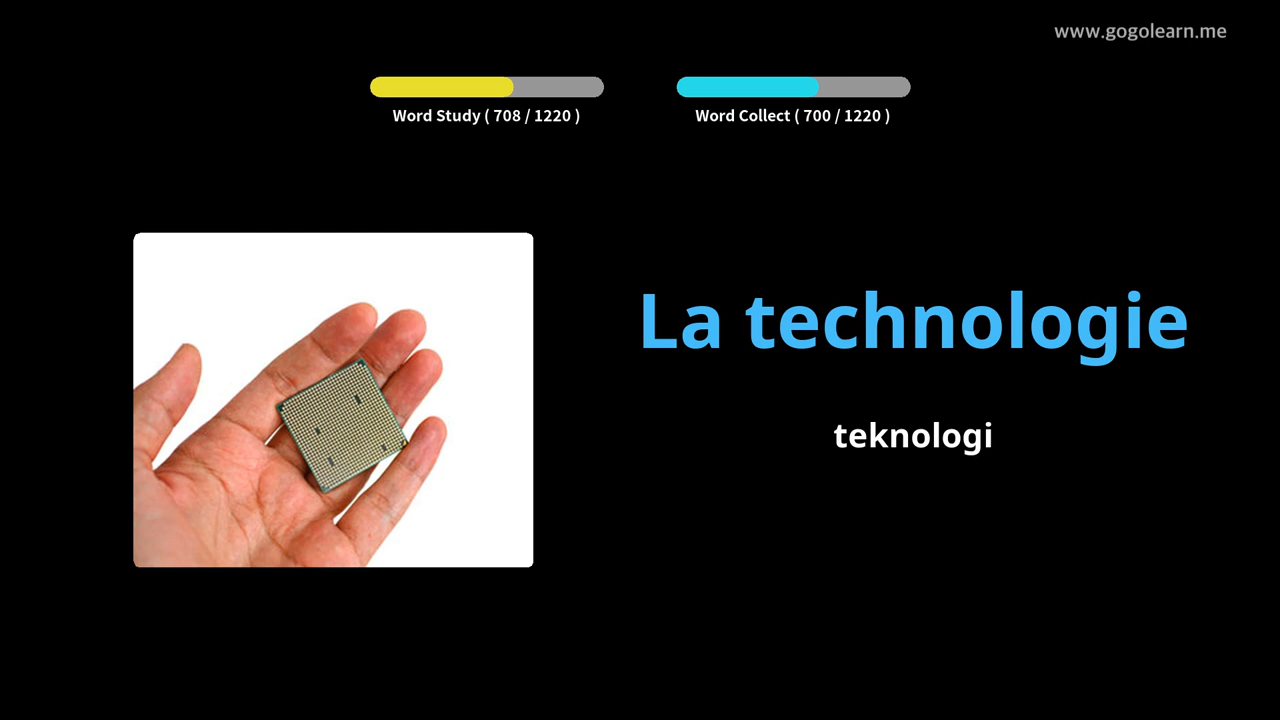 www.gogolearn.me
Word Study ( 708 / 1220 )
Word Collect ( 700 / 1220 )
La technologie
teknologi